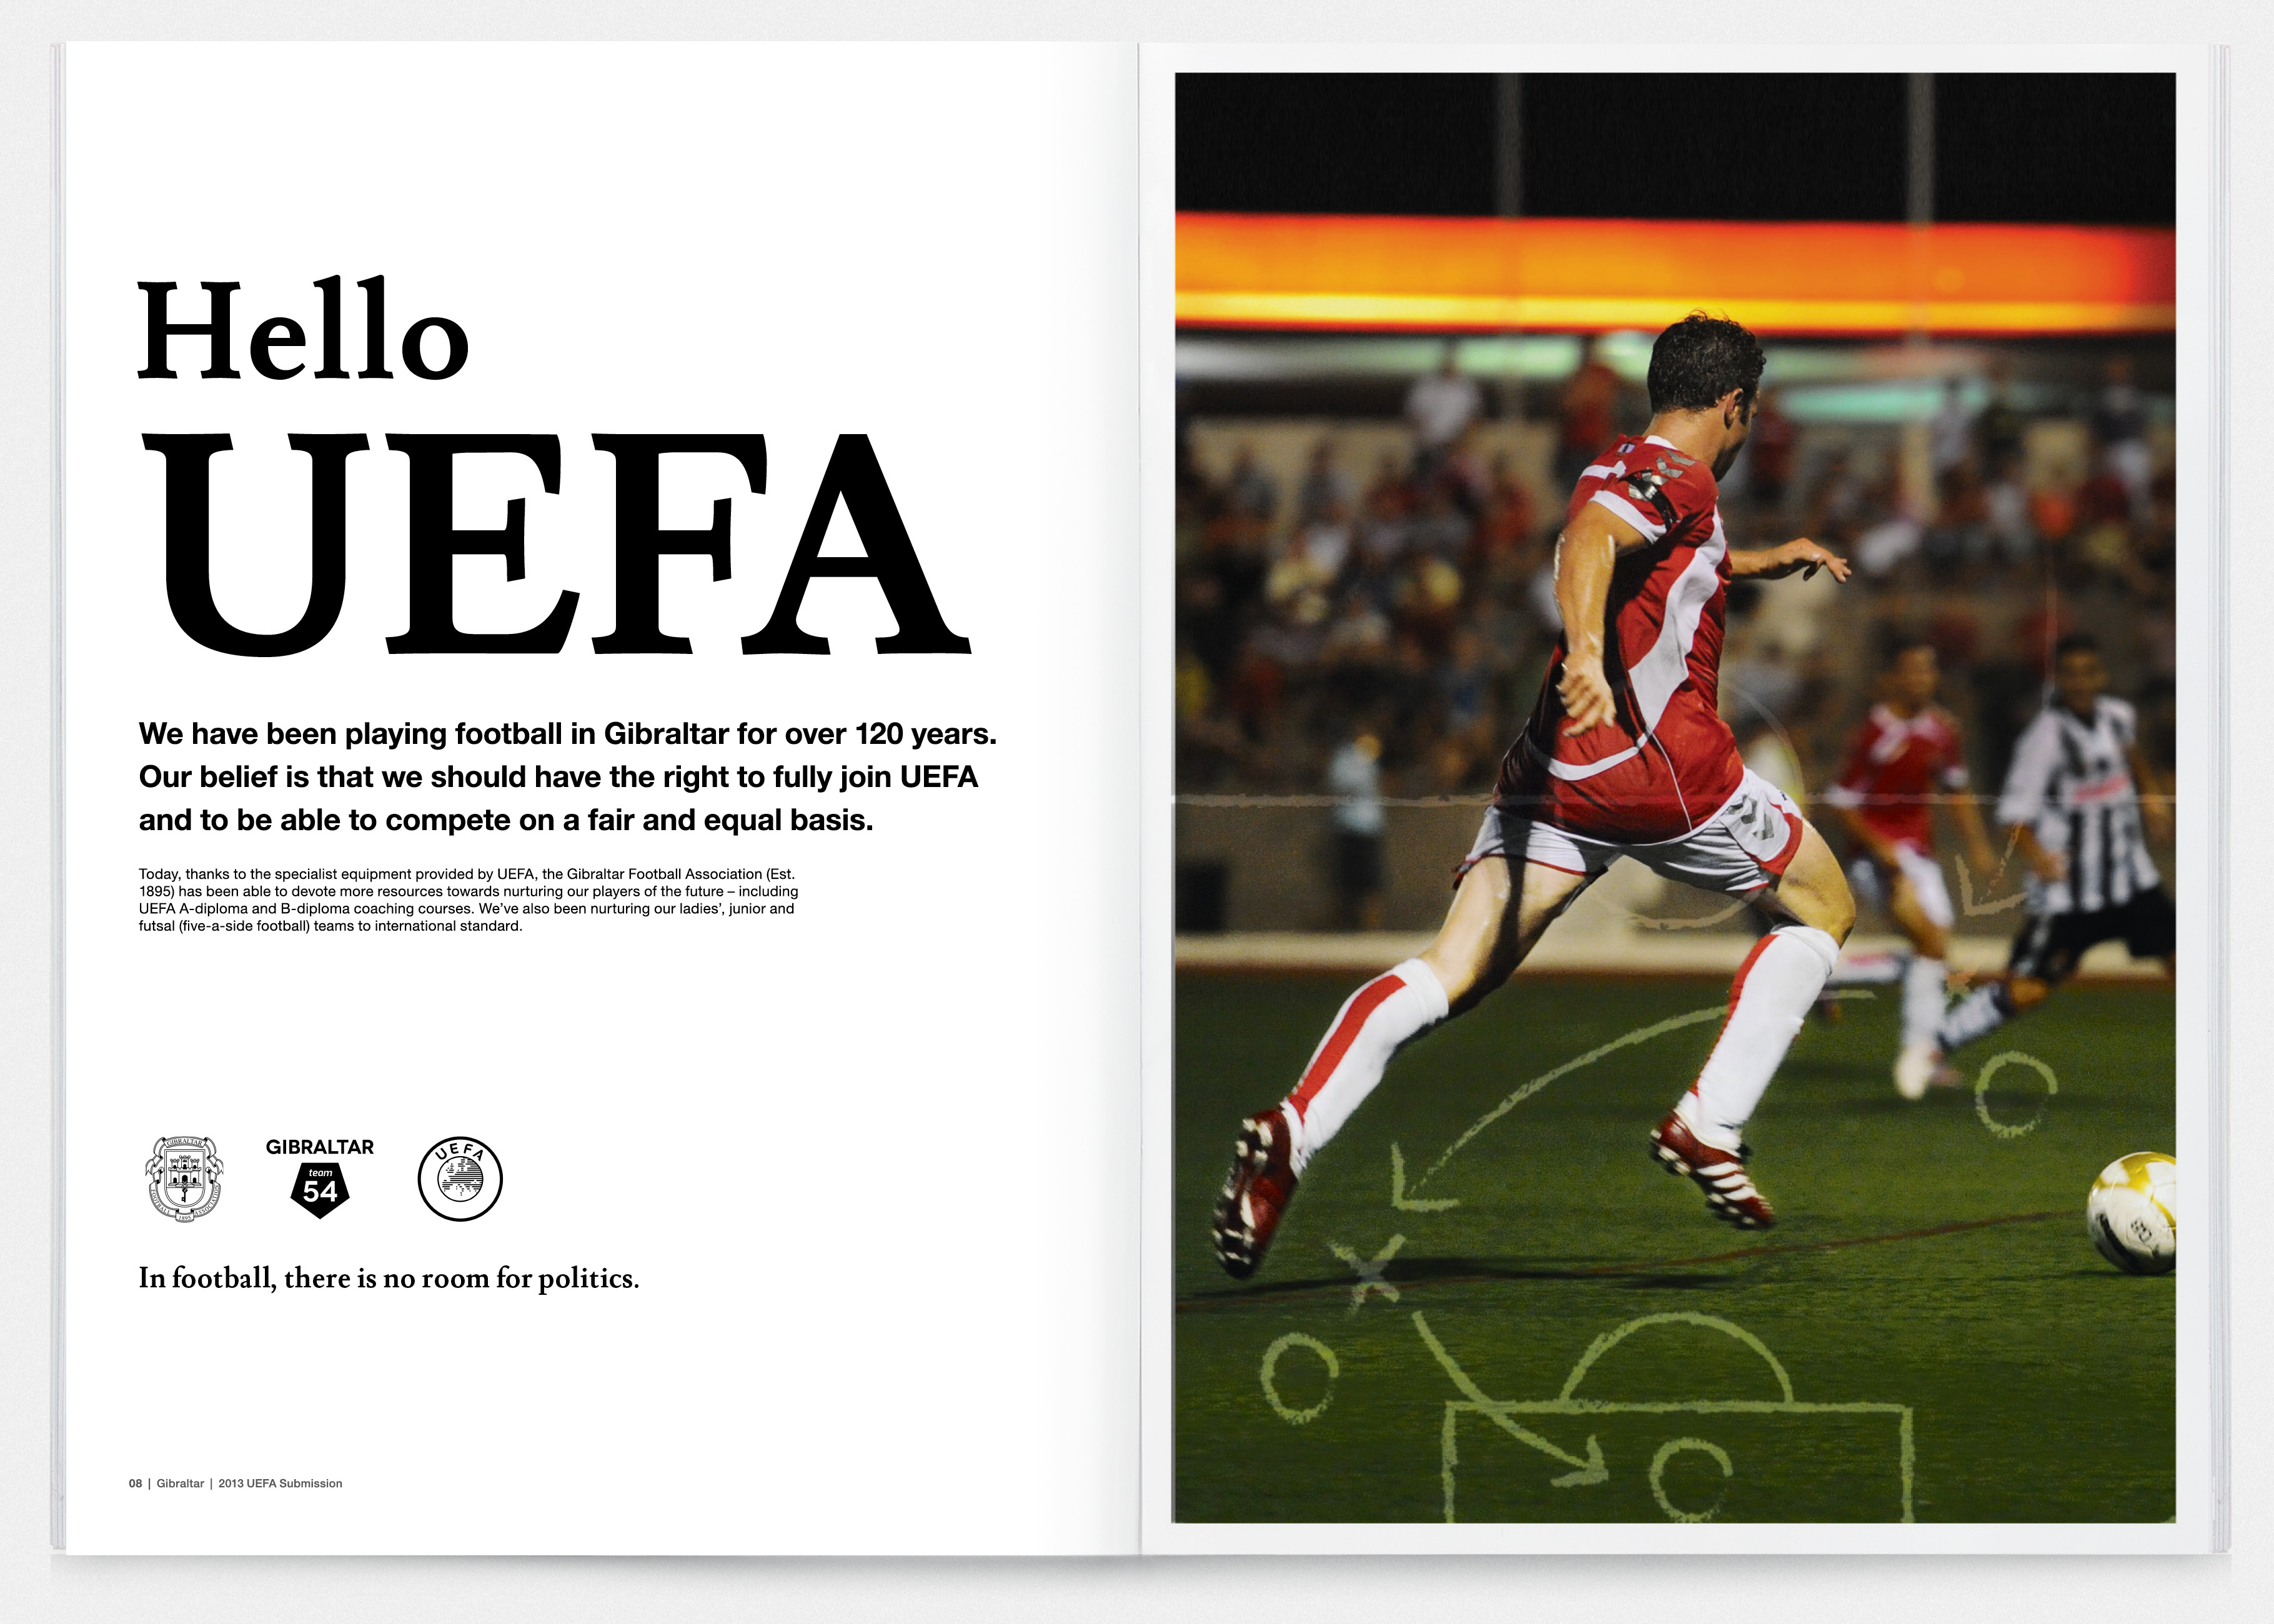 Hello
UEFA
We have been playing football in Gibraltar for over 120 years.
Our belief is that we should have the right to fully join UEFA
and to be able to compete on a fair and equal basis.
Today, thanks to the specialist equipment provided by UEFA, the Gibraltar Football Association (Est.
1895) has been able to devote more resources towards nurturing our players of the future – including
UEFA A-diploma and B-diploma coaching courses. We’ve also been nurturing our ladies’, junior and
futsal (five-a-side football) teams to international standard.
GIBRALTAR
FOOTBALL ASSOCIATION
1895
GIBRALTAR
team
54
UEFA
In football, there is no room for politics.
08 | Gibraltar | 2013 UEFA Submission